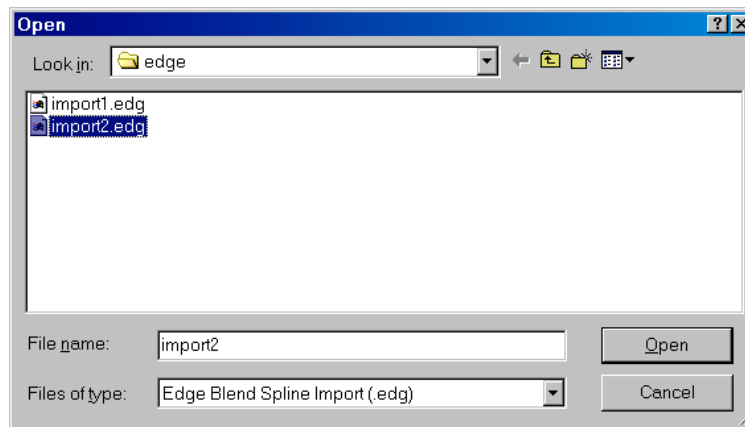 Open
Look in: edge
import1.edg
import2.edg
File name: import2 Open
Files of type: Edge Blend Spline Import (.edg) Cancel